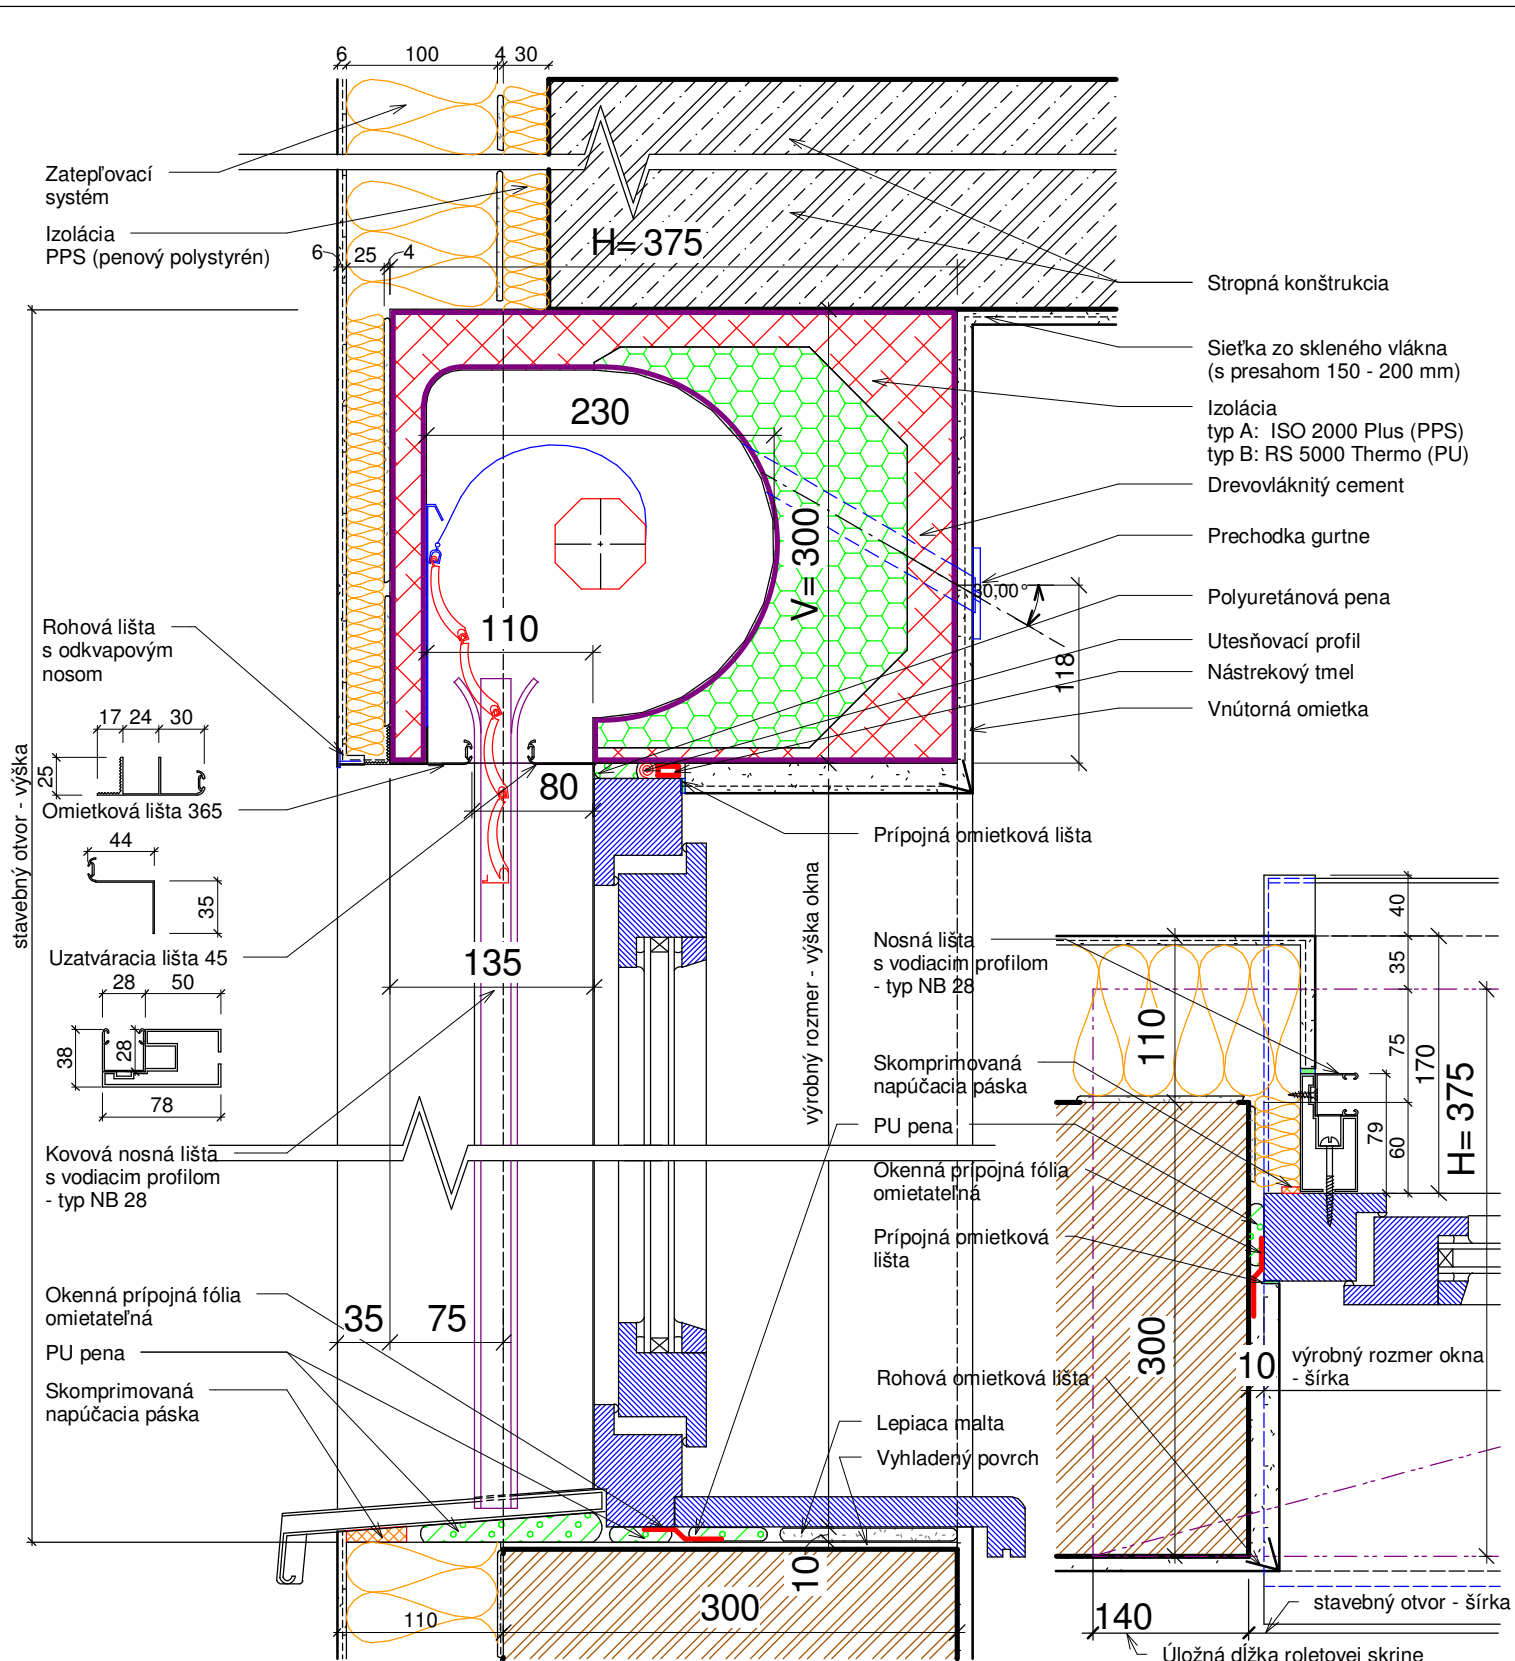 6 100 4 30
Zatepľovací
systém
Izolácia
PPS (penový polystyrén)
6 25 4
H= 375
Stropná konštrukcia
Sieťka zo skleného vlákna
(s presahom 150 - 200 mm)
Izolácia
typ A: ISO 2000 Plus (PPS)
typ B: RS 5000 Thermo (PU)
Drevovláknitý cement
Prechodka gurtne
Polyuretánová pena
Utesňovací profil
Nástrekový tmel
Vnútorná omietka
230
V= 300
30,00°
118
110
80
135
Rohová lišta
s odkvapovým
nosom
17 24 30
25
Omietková lišta 365
44
35
Uzatváracia lišta 45
28 50
38
28
78
Kovová nosná lišta
s vodiacim profilom
- typ NB 28
stavebný otvor - výška
Prípojná omietková lišta
výrobný rozmer - výška okna
Nosná lišta
s vodiacim profilom
- typ NB 28
Skomprimovaná
napúčacia páska
PU pena
Okenná prípojná fólia
omietateľná
Prípojná omietková
lišta
Rohová omietková lišta
Lepiaca malta
Vyhladený povrch
40
35
75
170
H= 375
79
60
110
300
10
výrobný rozmer okna
- šírka
Okenná prípojná fólia
omietateľná
PU pena
Skomprimovaná
napúčacia páska
35 75
10
110
300
140
stavebný otvor - šírka
Úložná dĺžka roletovej skrine